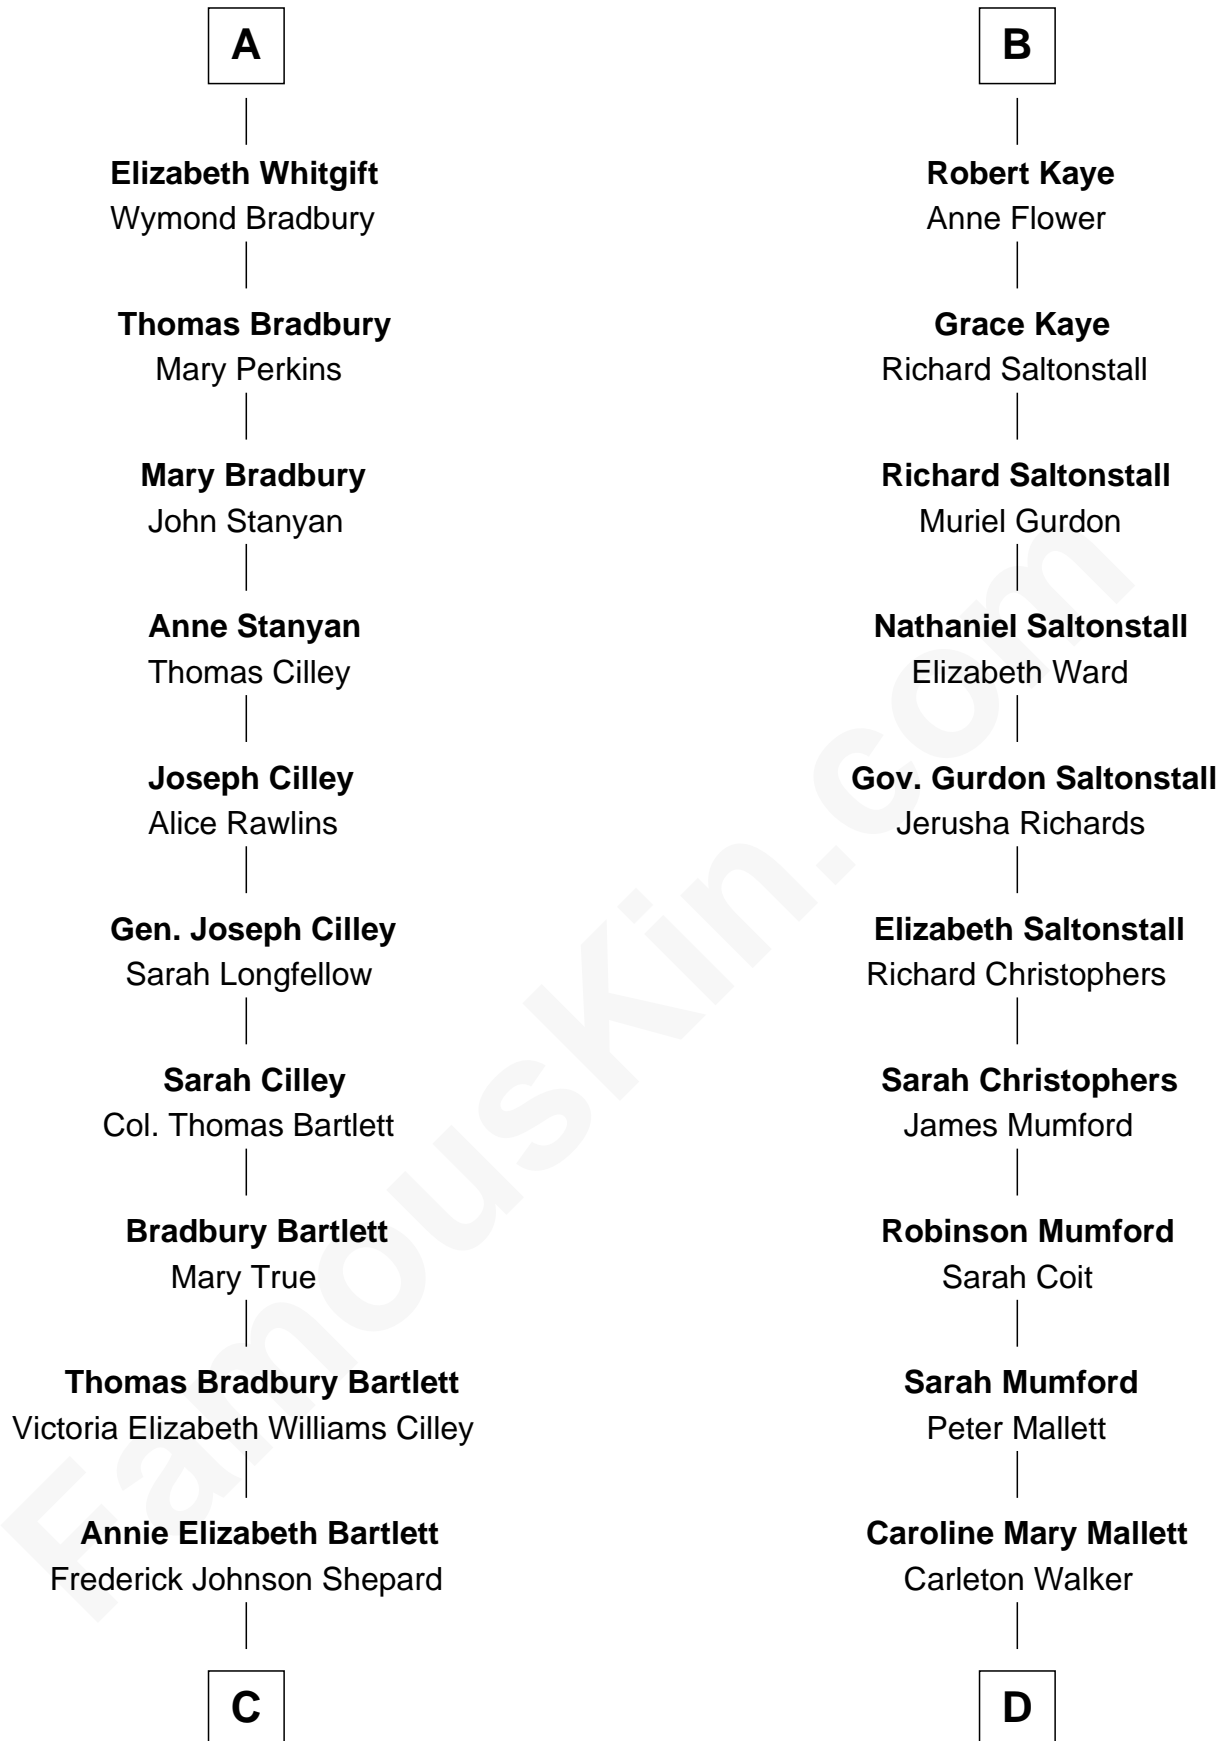 A
Elizabeth Whitgift
Wymond Bradbury
Thomas Bradbury
Mary Perkins
Mary Bradbury
John Stanyan
Anne Stanyan
Thomas Cilley
Joseph Cilley
Alice Rawlins
Gen. Joseph Cilley
Sarah Longfellow
Sarah Cilley
Col. Thomas Bartlett
Bradbury Bartlett
Mary True
Thomas Bradbury Bartlett
Victoria Elizabeth Williams Cilley
Annie Elizabeth Bartlett
Frederick Johnson Shepard
C
B
Robert Kaye
Anne Flower
Grace Kaye
Richard Saltonstall
Richard Saltonstall
Muriel Gurdon
Nathaniel Saltonstall
Elizabeth Ward
Gov. Gurdon Saltonstall
Jerusha Richards
Elizabeth Saltonstall
Richard Christophers
Sarah Christophers
James Mumford
Robinson Mumford
Sarah Coit
Sarah Mumford
Peter Mallett
Caroline Mary Mallett
Carleton Walker
D
FamousKin.com